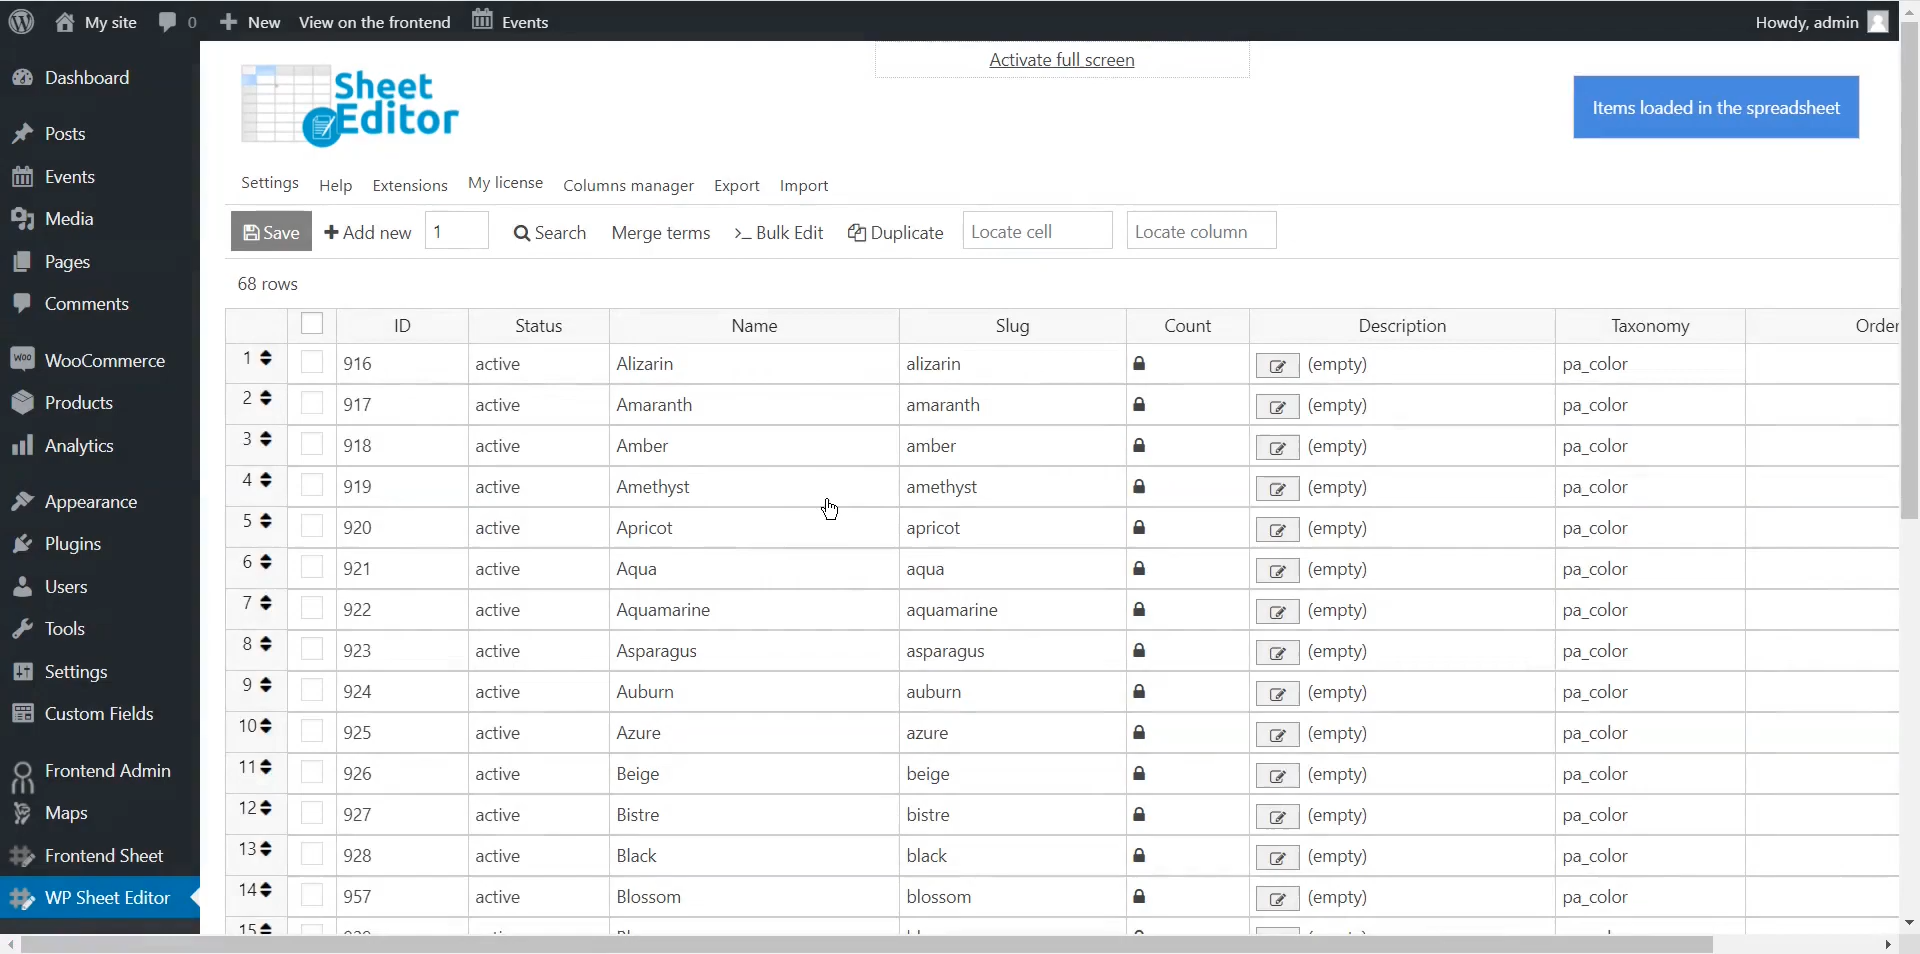 My site 0 New View on the frontend Events Howdy, admin
Dashboard
Posts
Events
Media
Pages
Comments
WooCommerce
Products
Analytics
Appearance
Plugins
Users
Tools
Settings
Custom Fields
Frontend Admin
Maps
Frontend Sheet
WP Sheet Editor
Activate full screen
Sheet
Editor
Items loaded in the spreadsheet
Settings Help Extensions My license Columns manager Export Import
Save Add new 1 Search Merge terms Bulk Edit Duplicate Locate cell Locate column
68 rows
ID Status Name Slug Count Description Taxonomy Order
1 916 active Alizarin alizarin (empty) pa_color
2 917 active Amaranth amaranth (empty) pa_color
3 918 active Amber amber (empty) pa_color
4 919 active Amethyst amethyst (empty) pa_color
5 920 active Apricot apricot (empty) pa_color
6 921 active Aqua aqua (empty) pa_color
7 922 active Aquamarine aquamarine (empty) pa_color
8 923 active Asparagus asparagus (empty) pa_color
9 924 active Auburn auburn (empty) pa_color
10 925 active Azure azure (empty) pa_color
11 926 active Beige beige (empty) pa_color
12 927 active Bistre bistre (empty) pa_color
13 928 active Black black (empty) pa_color
14 957 active Blossom blossom (empty) pa_color
15